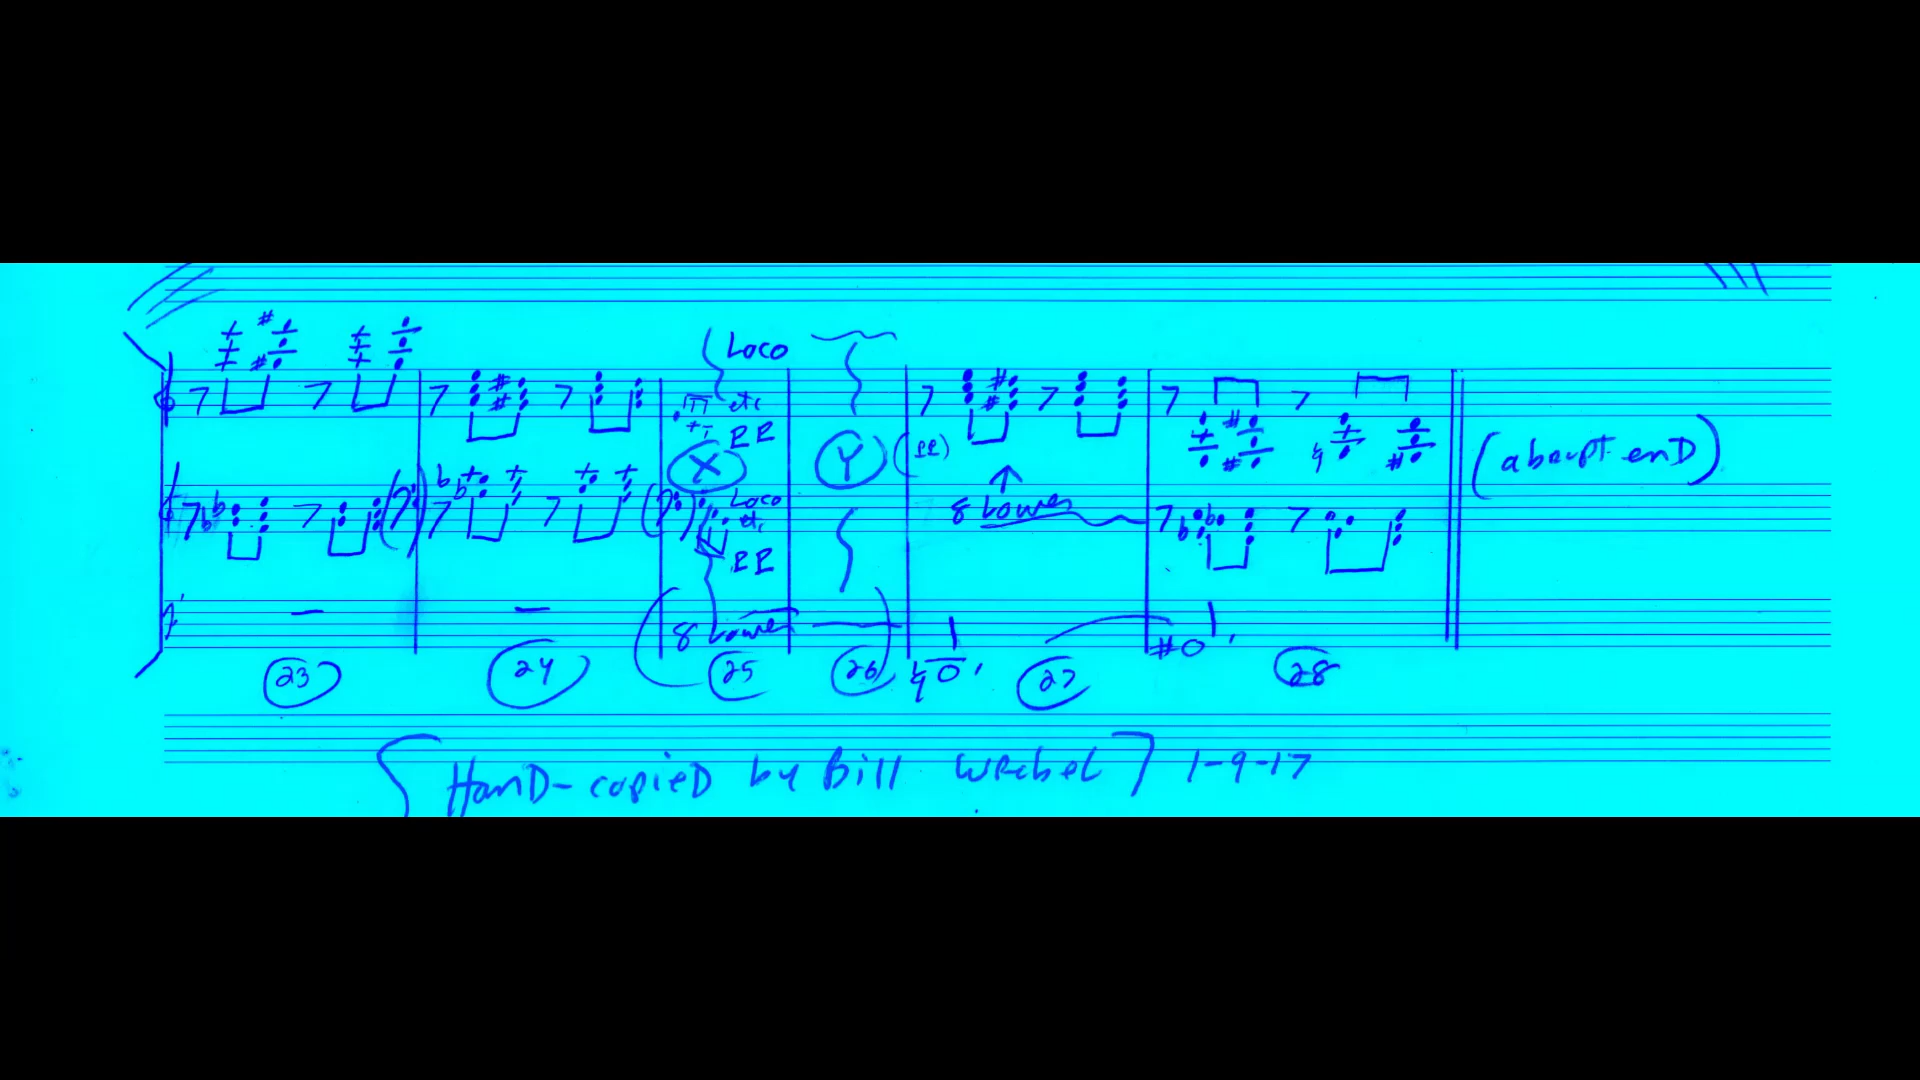 Loco
etc
PP
X Y (PP) (abrupt enD)
Loco
etc
PP
8 Lower
8 Lower
23 24 25 26 27 28
HanD-copieD by Bill Wrobel 1-9-17